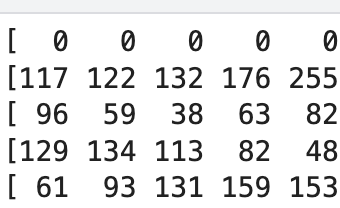 [  0   0   0   0   0
[117 122 132 176 255
[ 96  59  38  63  82
[129 134 113  82  48
[ 61  93 131 159 153